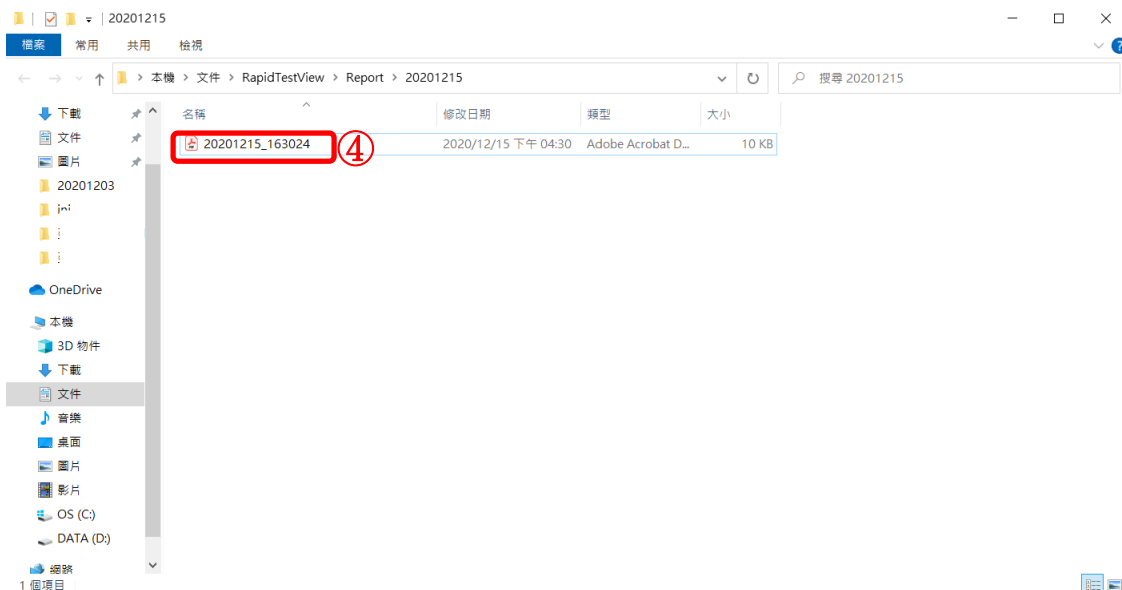 20201215
檔案 常用 共用 檢視
本機 > 文件 > RapidTestView > Report > 20201215
搜尋 20201215
名稱 修改日期 類型 大小
20201215_163024 ④ 2020/12/15 下午 04:30 Adobe Acrobat D... 10 KB
下載
文件
圖片
20201203
OneDrive
本機
3D 物件
下載
文件
音樂
桌面
圖片
影片
OS (C:)
DATA (D:)
網路
1 個項目